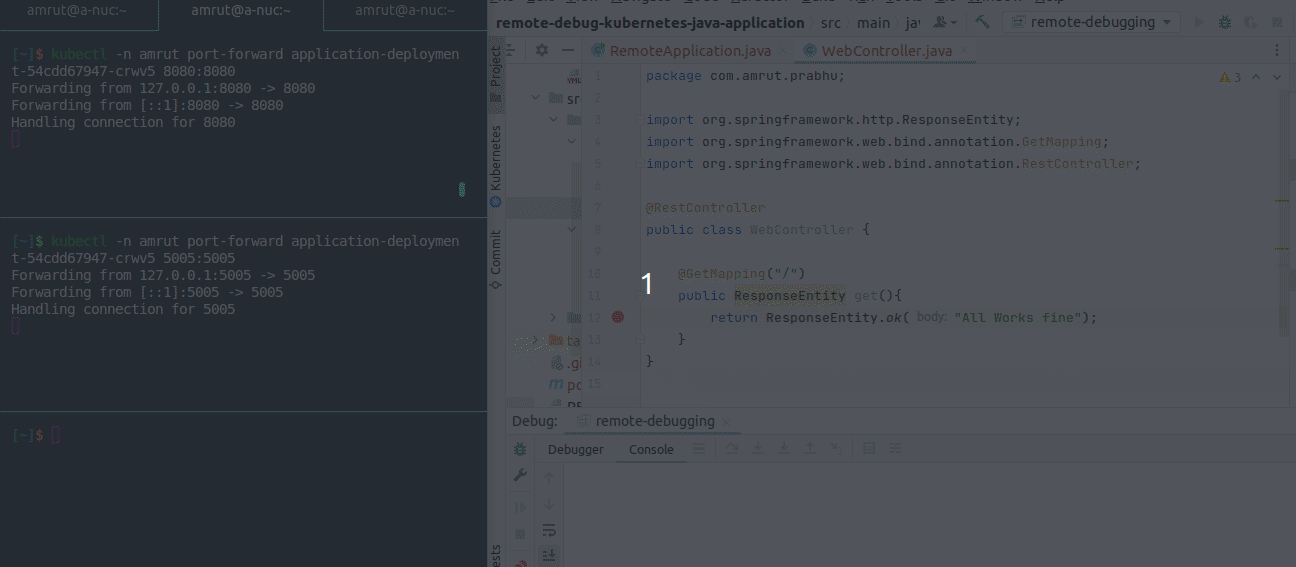 amrut@a-nuc:~ amrut@a-nuc:~ amrut@a-nuc:~
[~]$ kubectl -n amrut port-forward application-deploymen
t-54cdd67947-crwv5 8080:8080
Forwarding from 127.0.0.1:8080 -> 8080
Forwarding from [::1]:8080 -> 8080
Handling connection for 8080
[~]$ kubectl -n amrut port-forward application-deploymen
t-54cdd67947-crwv5 5005:5005
Forwarding from 127.0.0.1:5005 -> 5005
Forwarding from [::1]:5005 -> 5005
Handling connection for 5005
[~]$
remote-debug-kubernetes-java-application src main ja remote-debugging
RemoteApplication.java WebController.java
Project
Kubernetes
Commit
ests
YML
sr
ta
.gi
m po
1 package com.amrut.prabhu; 3
2
3 import org.springframework.http.ResponseEntity;
4 import org.springframework.web.bind.annotation.GetMapping;
5 import org.springframework.web.bind.annotation.RestController;
6
7 @RestController
8 public class WebController {
9
10 @GetMapping("/")
11 public ResponseEntity get(){
12 return ResponseEntity.ok( body: "All Works fine");
13 }
14 }
15
1
Debug: remote-debugging
Debugger Console